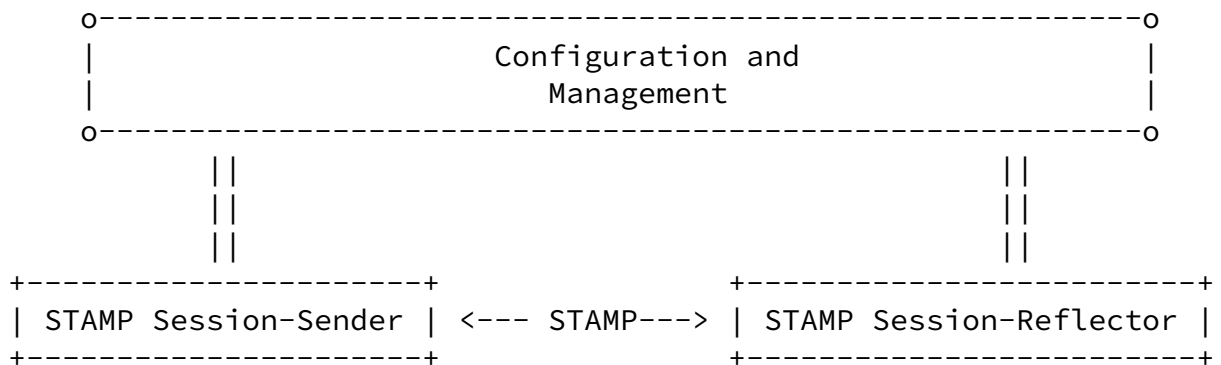 Configuration and
Management
STAMP Session-Sender <--- STAMP---> STAMP Session-Reflector